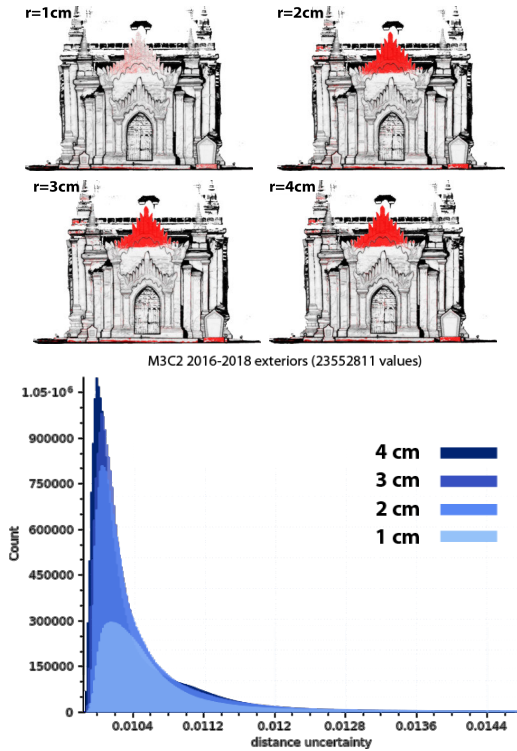 r=1cm
r=2cm
r=3cm
r=4cm
M3C2 2016-2018 exteriors (23552811 values)
1.05·10⁶
900000
750000
600000
450000
300000
150000
0
Count
4 cm
3 cm
2 cm
1 cm
0.0104 0.0112 0.012 0.0128 0.0136 0.0144
distance uncertainty